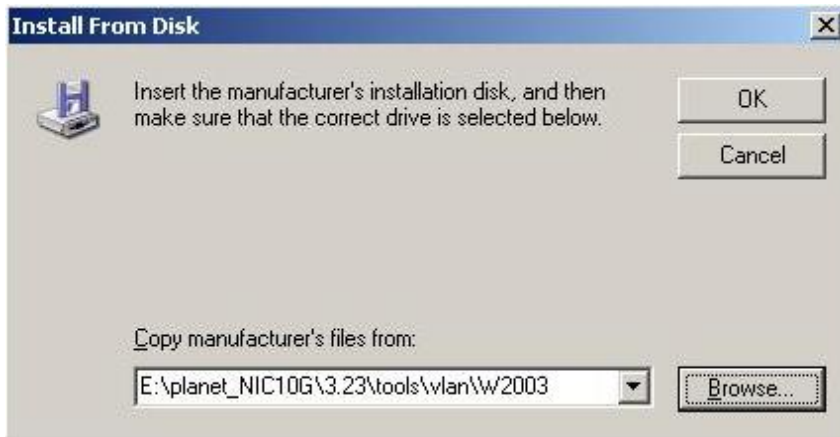 Install From Disk
Insert the manufacturer's installation disk, and then
make sure that the correct drive is selected below.
OK
Cancel
Copy manufacturer's files from:
E:\planet_NIC10G\3.23\tools\vlan\W2003
Browse...